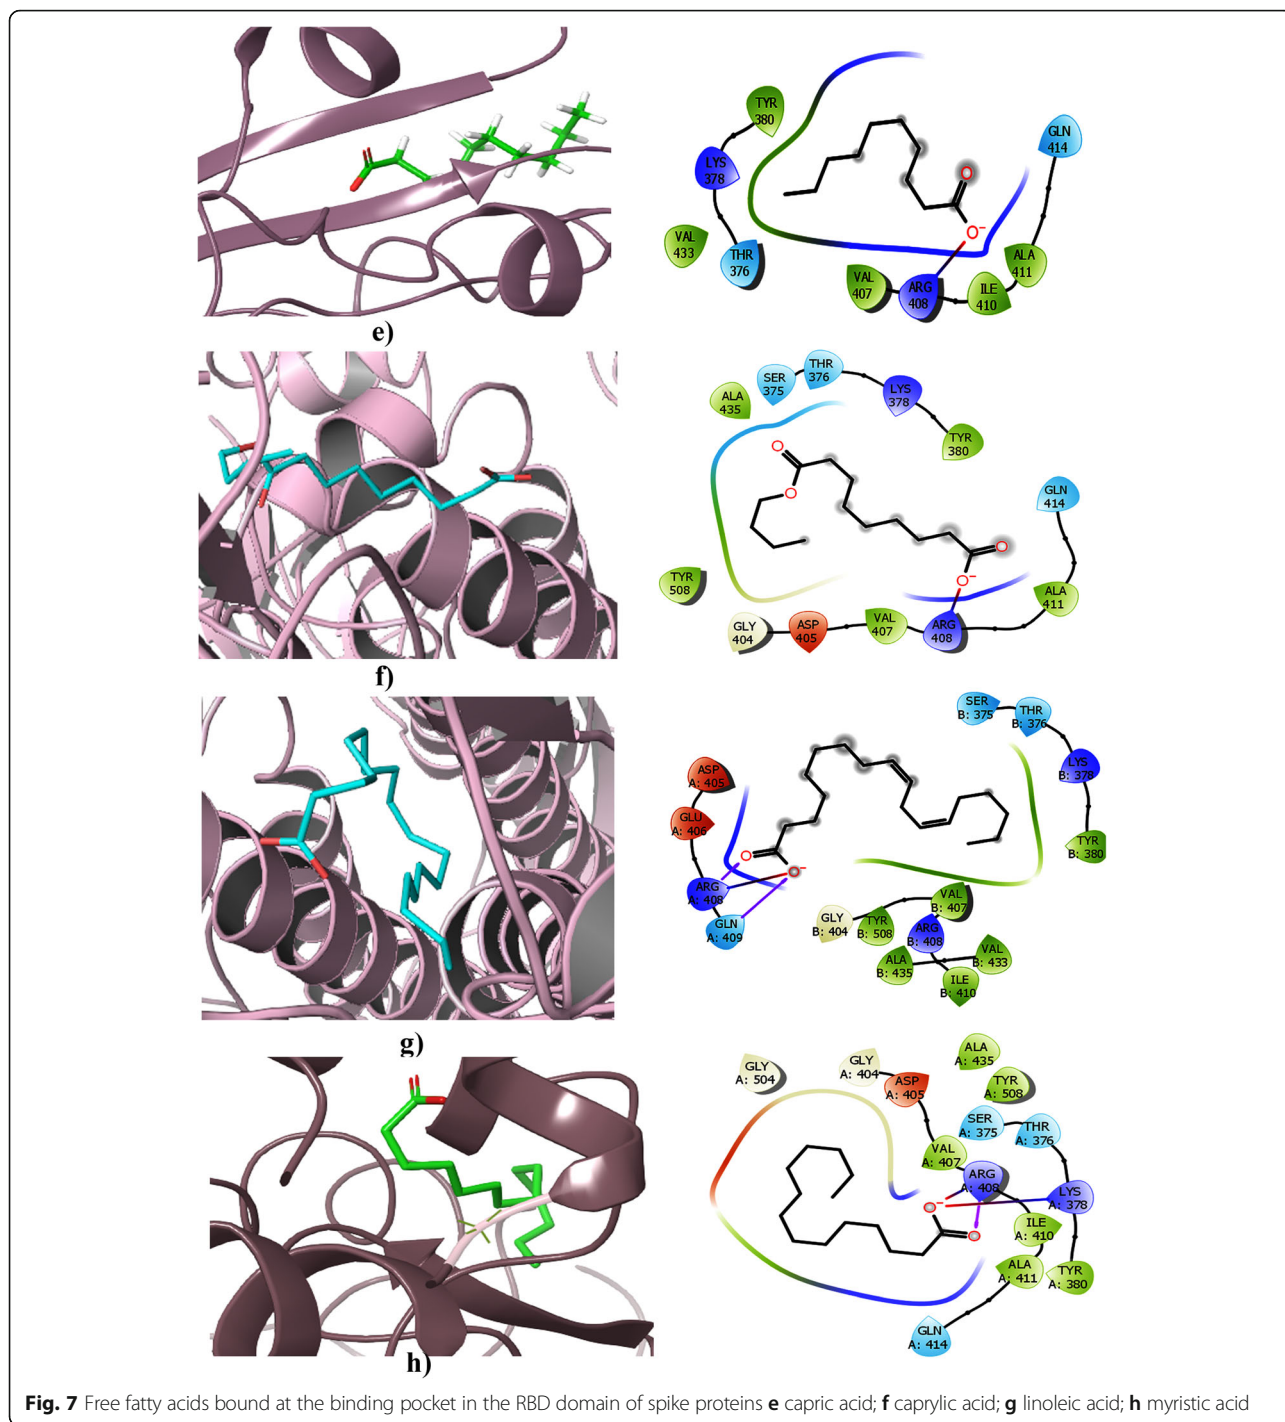 TYR
380
LYS
378
VAL
433
THR
376
GLN
414
ALA
411
VAL
407
ARG
408
ILE
410
O
O⁻
e)
THR
376
SER
375
LYS
378
ALA
435
TYR
380
GLN
414
O
O
O
O⁻
TYR
508
ALA
411
GLY
404
ASP
405
VAL
407
ARG
408
f)
SER
B: 375
THR
B: 376
LYS
B: 378
TYR
B: 380
ASP
A: 405
GLU
A: 406
O
O⁻
ARG
A: 408
GLN
A: 409
VAL
B: 407
GLY
B: 404
TYR
B: 508
ARG
B: 408
VAL
B: 433
ALA
B: 435
ILE
B: 410
g)
ALA
A: 435
GLY
A: 504
GLY
A: 404
ASP
A: 405
TYR
A: 508
SER
A: 375
THR
A: 376
VAL
A: 407
ARG
A: 408
LYS
A: 378
O⁻
O
ILE
A: 410
ALA
A: 411
TYR
A: 380
GLN
A: 414
h)
Fig. 7 Free fatty acids bound at the binding pocket in the RBD domain of spike proteins e capric acid; f caprylic acid; g linoleic acid; h myristic acid